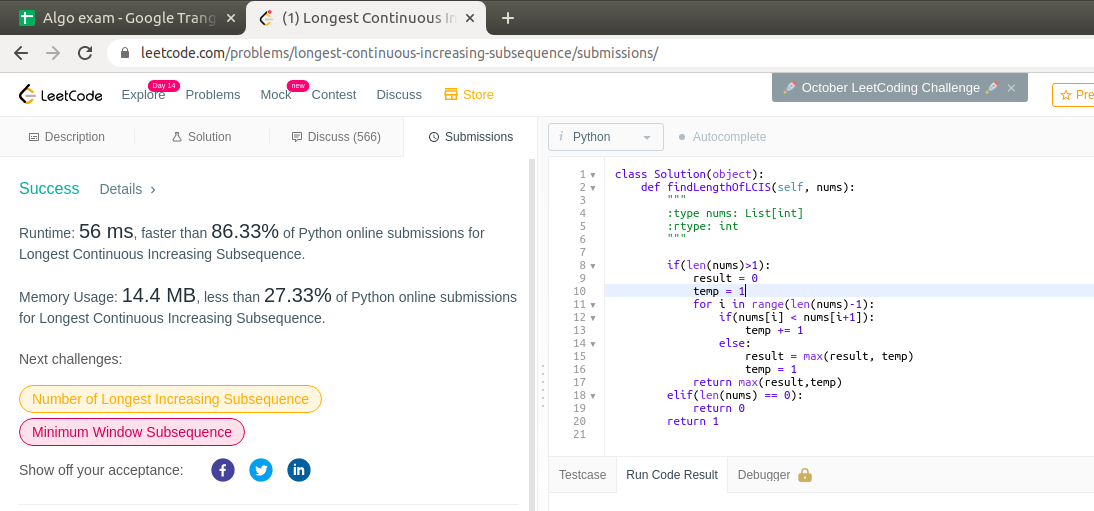 Algo exam - Google Trang
(1) Longest Continuous In
leetcode.com/problems/longest-continuous-increasing-subsequence/submissions/
LeetCode
Explore
Day 14
Problems
Mock
new
Contest
Discuss
Store
October LeetCoding Challenge
Pre
Description
Solution
Discuss (566)
Submissions
Success
Details
Runtime: 56 ms, faster than 86.33% of Python online submissions for
Longest Continuous Increasing Subsequence.
Memory Usage: 14.4 MB, less than 27.33% of Python online submissions
for Longest Continuous Increasing Subsequence.
Next challenges:
Number of Longest Increasing Subsequence
Minimum Window Subsequence
Show off your acceptance:
i Python
Autocomplete
1 class Solution(object):
2     def findLengthOfLCIS(self, nums):
3         """
4         :type nums: List[int]
5         :rtype: int
6         """
7
8         if(len(nums)>1):
9             result = 0
10             temp = 1
11             for i in range(len(nums)-1):
12                 if(nums[i] < nums[i+1]):
13                     temp += 1
14                 else:
15                     result = max(result, temp)
16                     temp = 1
17             return max(result,temp)
18         elif(len(nums) == 0):
19             return 0
20         return 1
21
Testcase
Run Code Result
Debugger